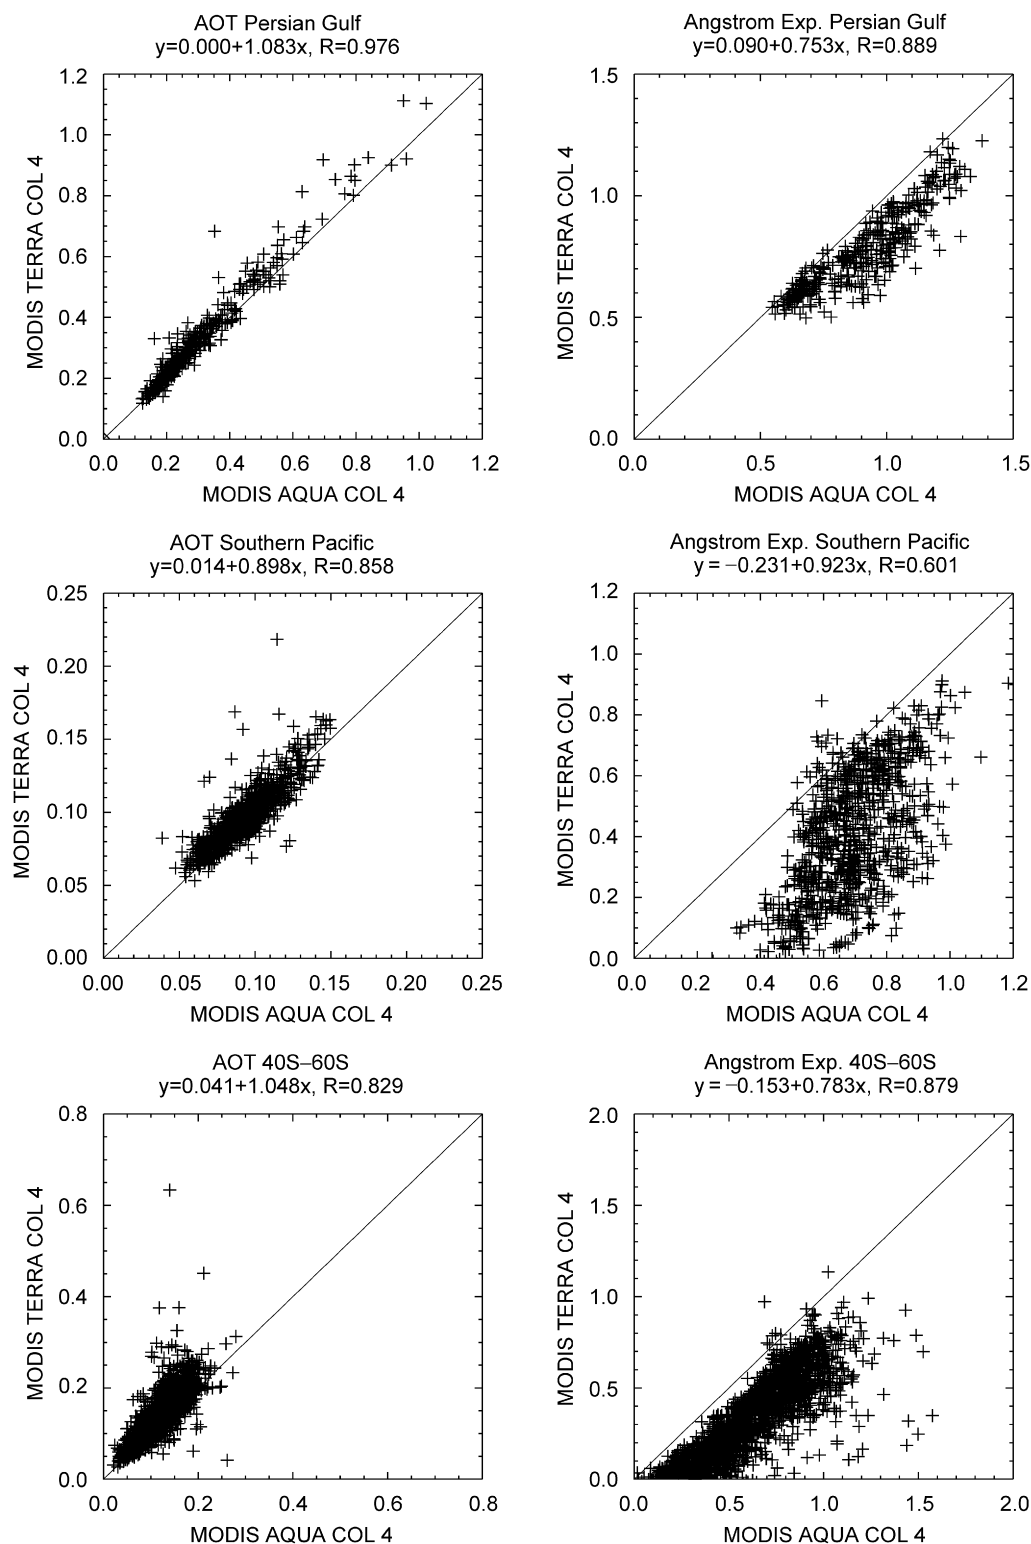 AOT Persian Gulf
y=0.000+1.083x, R=0.976
1.2
1.0
0.8
0.6
0.4
0.2
0.0
MODIS TERRA COL 4
0.0 0.2 0.4 0.6 0.8 1.0 1.2
MODIS AQUA COL 4
Angstrom Exp. Persian Gulf
y=0.090+0.753x, R=0.889
1.5
1.0
0.5
0.0
MODIS TERRA COL 4
0.0 0.5 1.0 1.5
MODIS AQUA COL 4
AOT Southern Pacific
y=0.014+0.898x, R=0.858
0.25
0.20
0.15
0.10
0.05
0.00
MODIS TERRA COL 4
0.00 0.05 0.10 0.15 0.20 0.25
MODIS AQUA COL 4
Angstrom Exp. Southern Pacific
y = −0.231+0.923x, R=0.601
1.2
1.0
0.8
0.6
0.4
0.2
0.0
MODIS TERRA COL 4
0.0 0.2 0.4 0.6 0.8 1.0 1.2
MODIS AQUA COL 4
AOT 40S–60S
y=0.041+1.048x, R=0.829
0.8
0.6
0.4
0.2
0.0
MODIS TERRA COL 4
0.0 0.2 0.4 0.6 0.8
MODIS AQUA COL 4
Angstrom Exp. 40S–60S
y = −0.153+0.783x, R=0.879
2.0
1.5
1.0
0.5
0.0
MODIS TERRA COL 4
0.0 0.5 1.0 1.5 2.0
MODIS AQUA COL 4